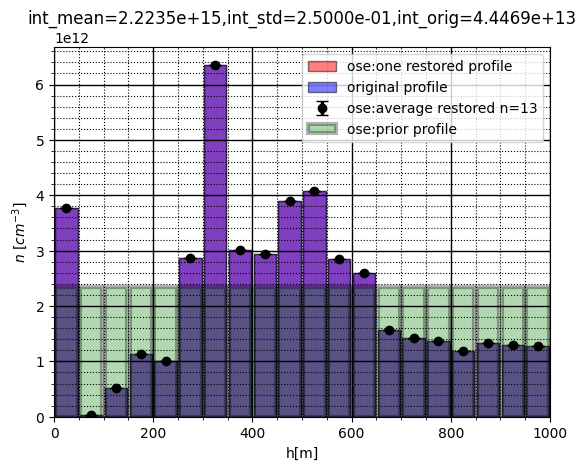 int_mean=2.2235e+15,int_std=2.5000e-01,int_orig=4.4469e+13
1e12
ose:one restored profile
original profile
ose:average restored n=13
ose:prior profile
6
5
4
3
2
1
0
n [cm⁻³]
0 200 400 600 800 1000
h[m]